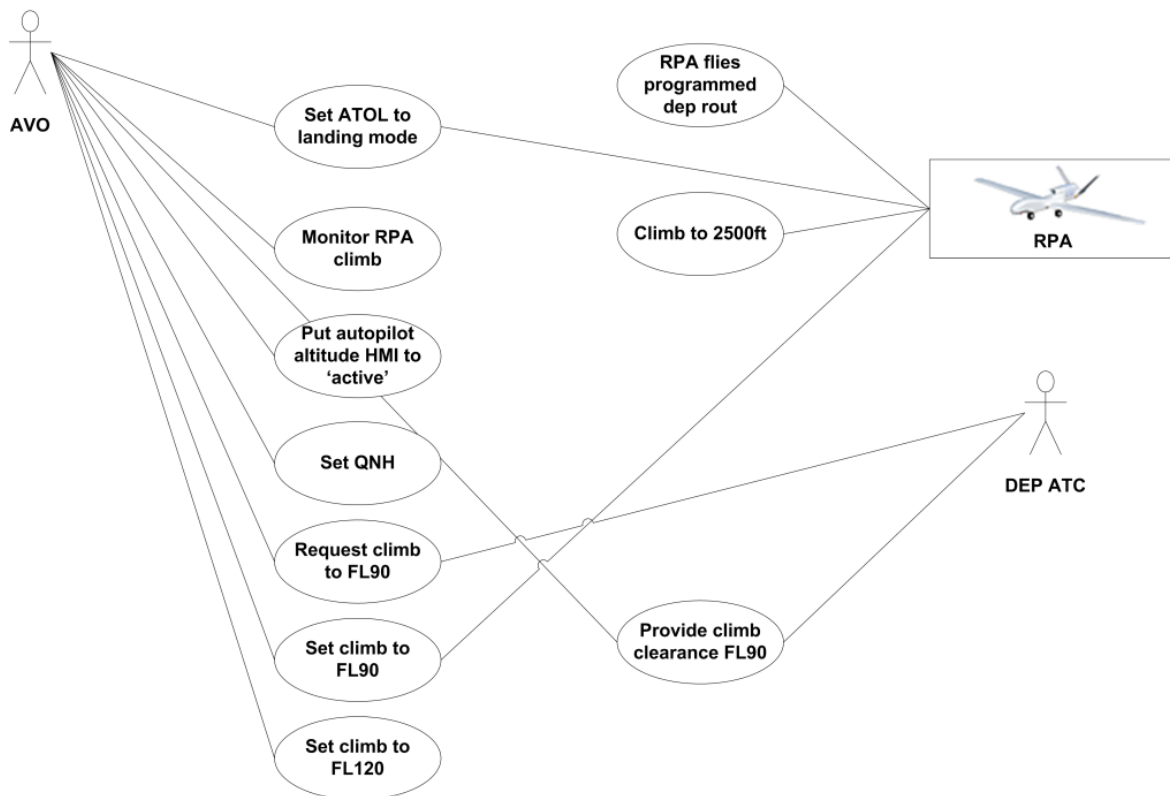 AVO
Set ATOL to
landing mode
Monitor RPA
climb
Put autopilot
altitude HMI to
‘active’
Set QNH
Request climb
to FL90
Set climb to
FL90
Set climb to
FL120
RPA flies
programmed
dep rout
Climb to 2500ft
Provide climb
clearance FL90
RPA
DEP ATC